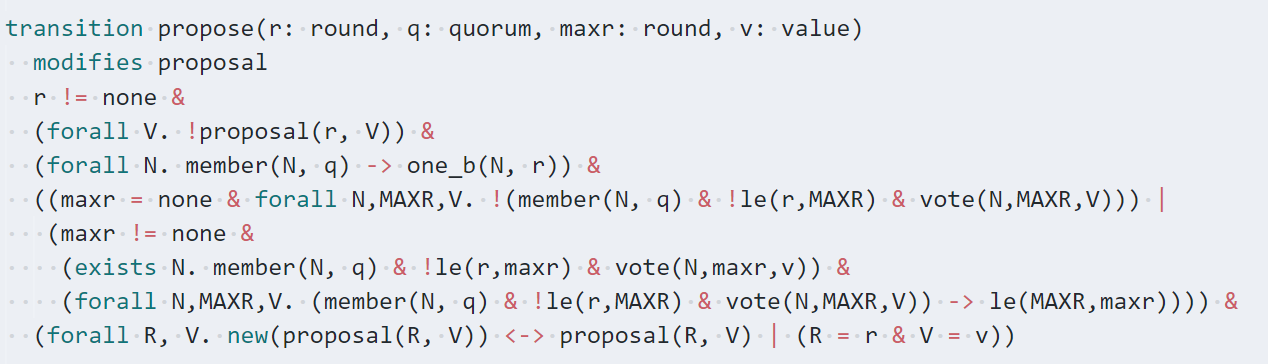 transition propose(r: round, q: quorum, maxr: round, v: value)
  modifies proposal
  r != none &
  (forall V. !proposal(r, V)) &
  (forall N. member(N, q) -> one_b(N, r)) &
  ((maxr = none & forall N,MAXR,V. !(member(N, q) & !le(r,MAXR) & vote(N,MAXR,V))) |
   (maxr != none &
    (exists N. member(N, q) & !le(r,maxr) & vote(N,maxr,v)) &
    (forall N,MAXR,V. (member(N, q) & !le(r,MAXR) & vote(N,MAXR,V)) -> le(MAXR,maxr)))) &
  (forall R, V. new(proposal(R, V)) <-> proposal(R, V) | (R = r & V = v))